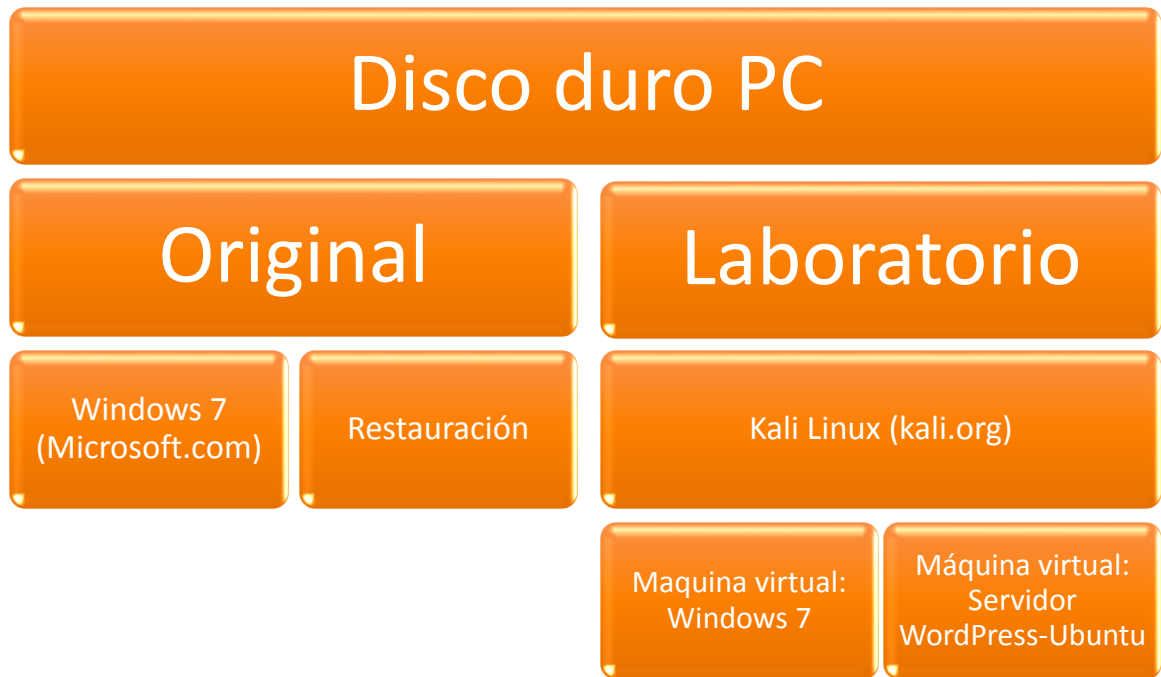 Disco duro PC
Original
Laboratorio
Windows 7
(Microsoft.com)
Restauración
Kali Linux (kali.org)
Maquina virtual:
Windows 7
Máquina virtual:
Servidor
WordPress-Ubuntu